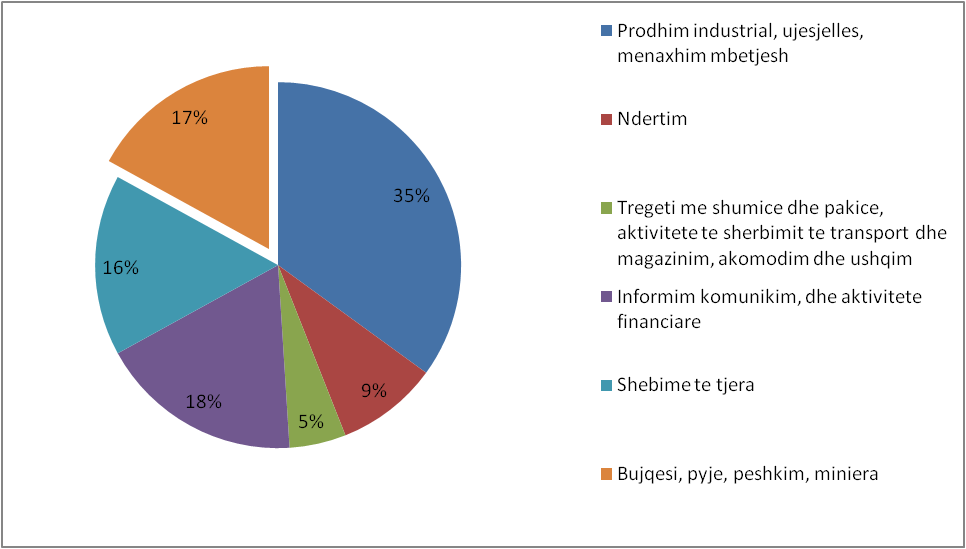 Prodhim industrial, ujesjelles,
menaxhim mbetjesh
Ndertim
Tregeti me shumice dhe pakice,
aktivitete te sherbimit te transport dhe
magazinim, akomodim dhe ushqim
Informim komunikim, dhe aktivitete
financiare
Shebime te tjera
Bujqesi, pyje, peshkim, miniera
17%
35%
16%
9%
18%
5%